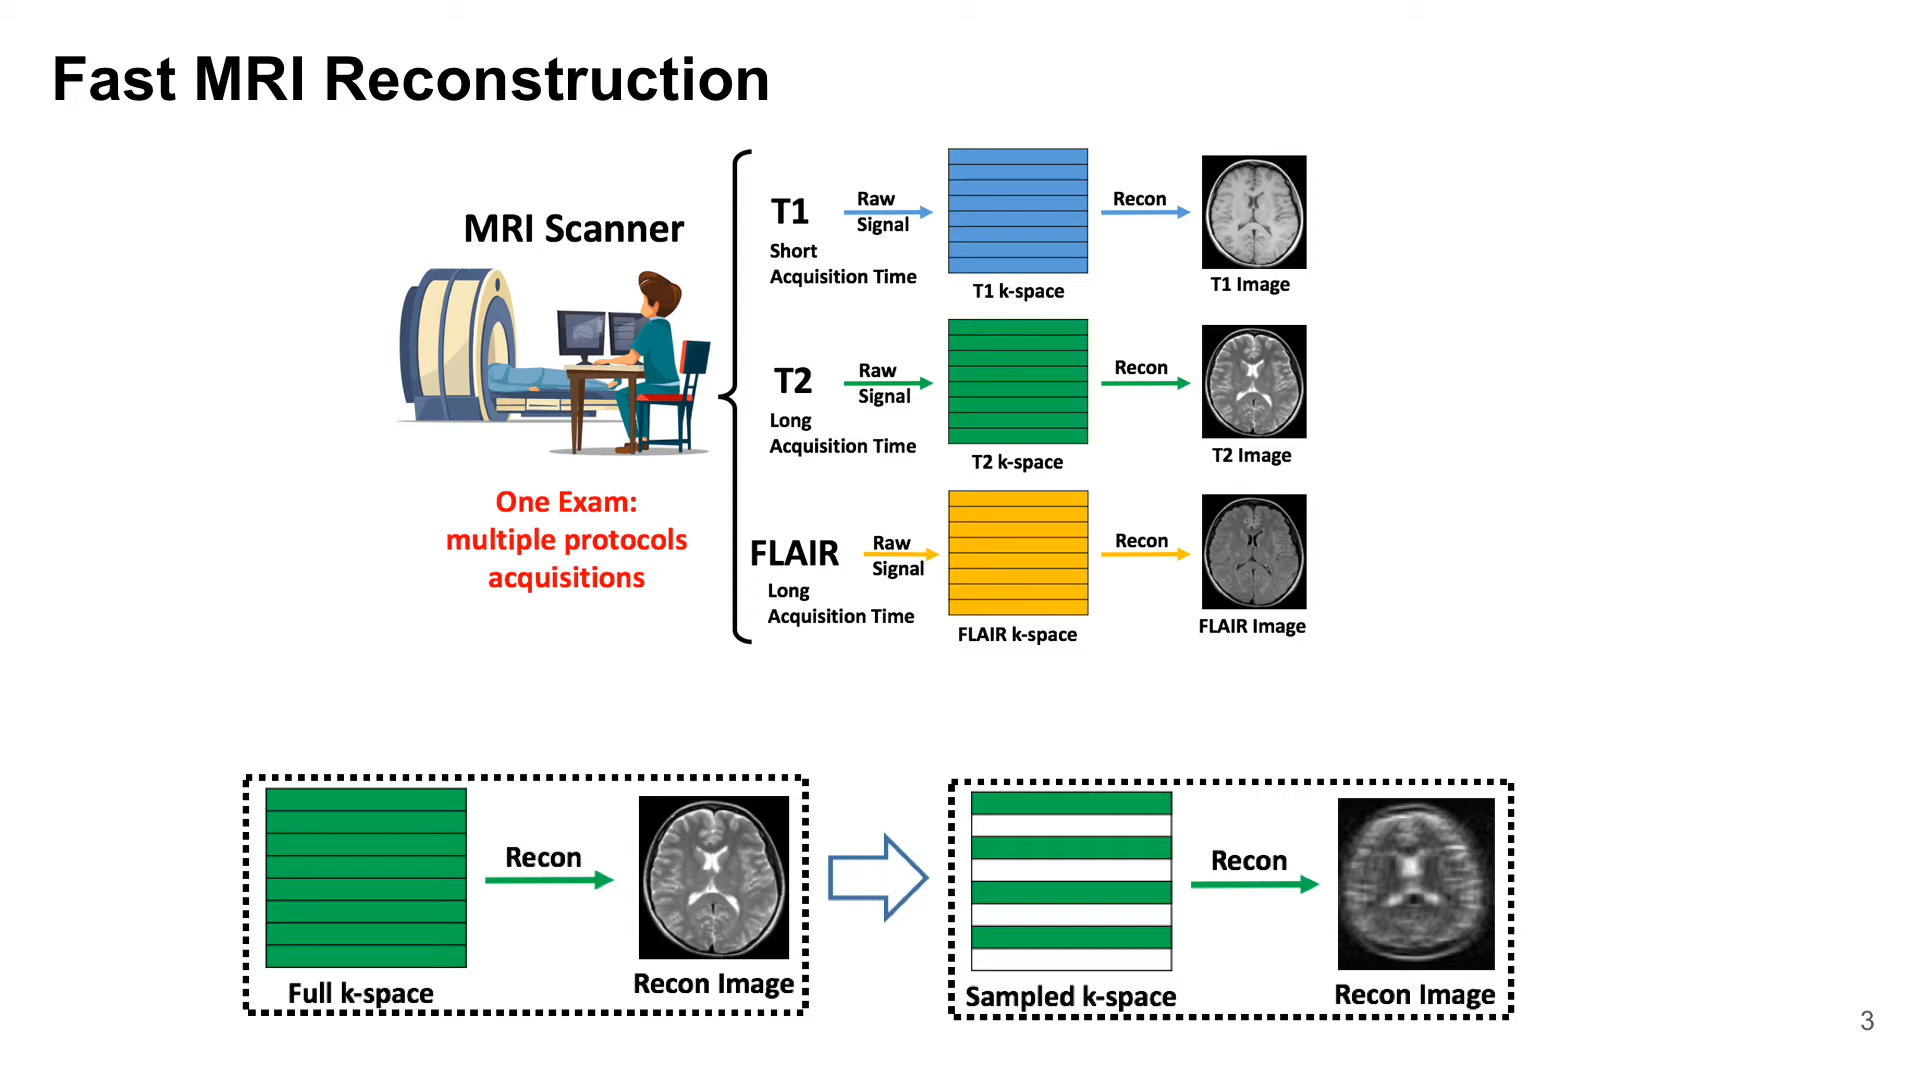 Fast MRI Reconstruction
MRI Scanner
One Exam:
multiple protocols
acquisitions
T1
Short
Acquisition Time
Raw
Signal
T1 k-space
Recon
T1 Image
T2
Long
Acquisition Time
Raw
Signal
T2 k-space
Recon
T2 Image
FLAIR
Long
Acquisition Time
Raw
Signal
FLAIR k-space
Recon
FLAIR Image
Full k-space
Recon
Recon Image
Sampled k-space
Recon
Recon Image
3